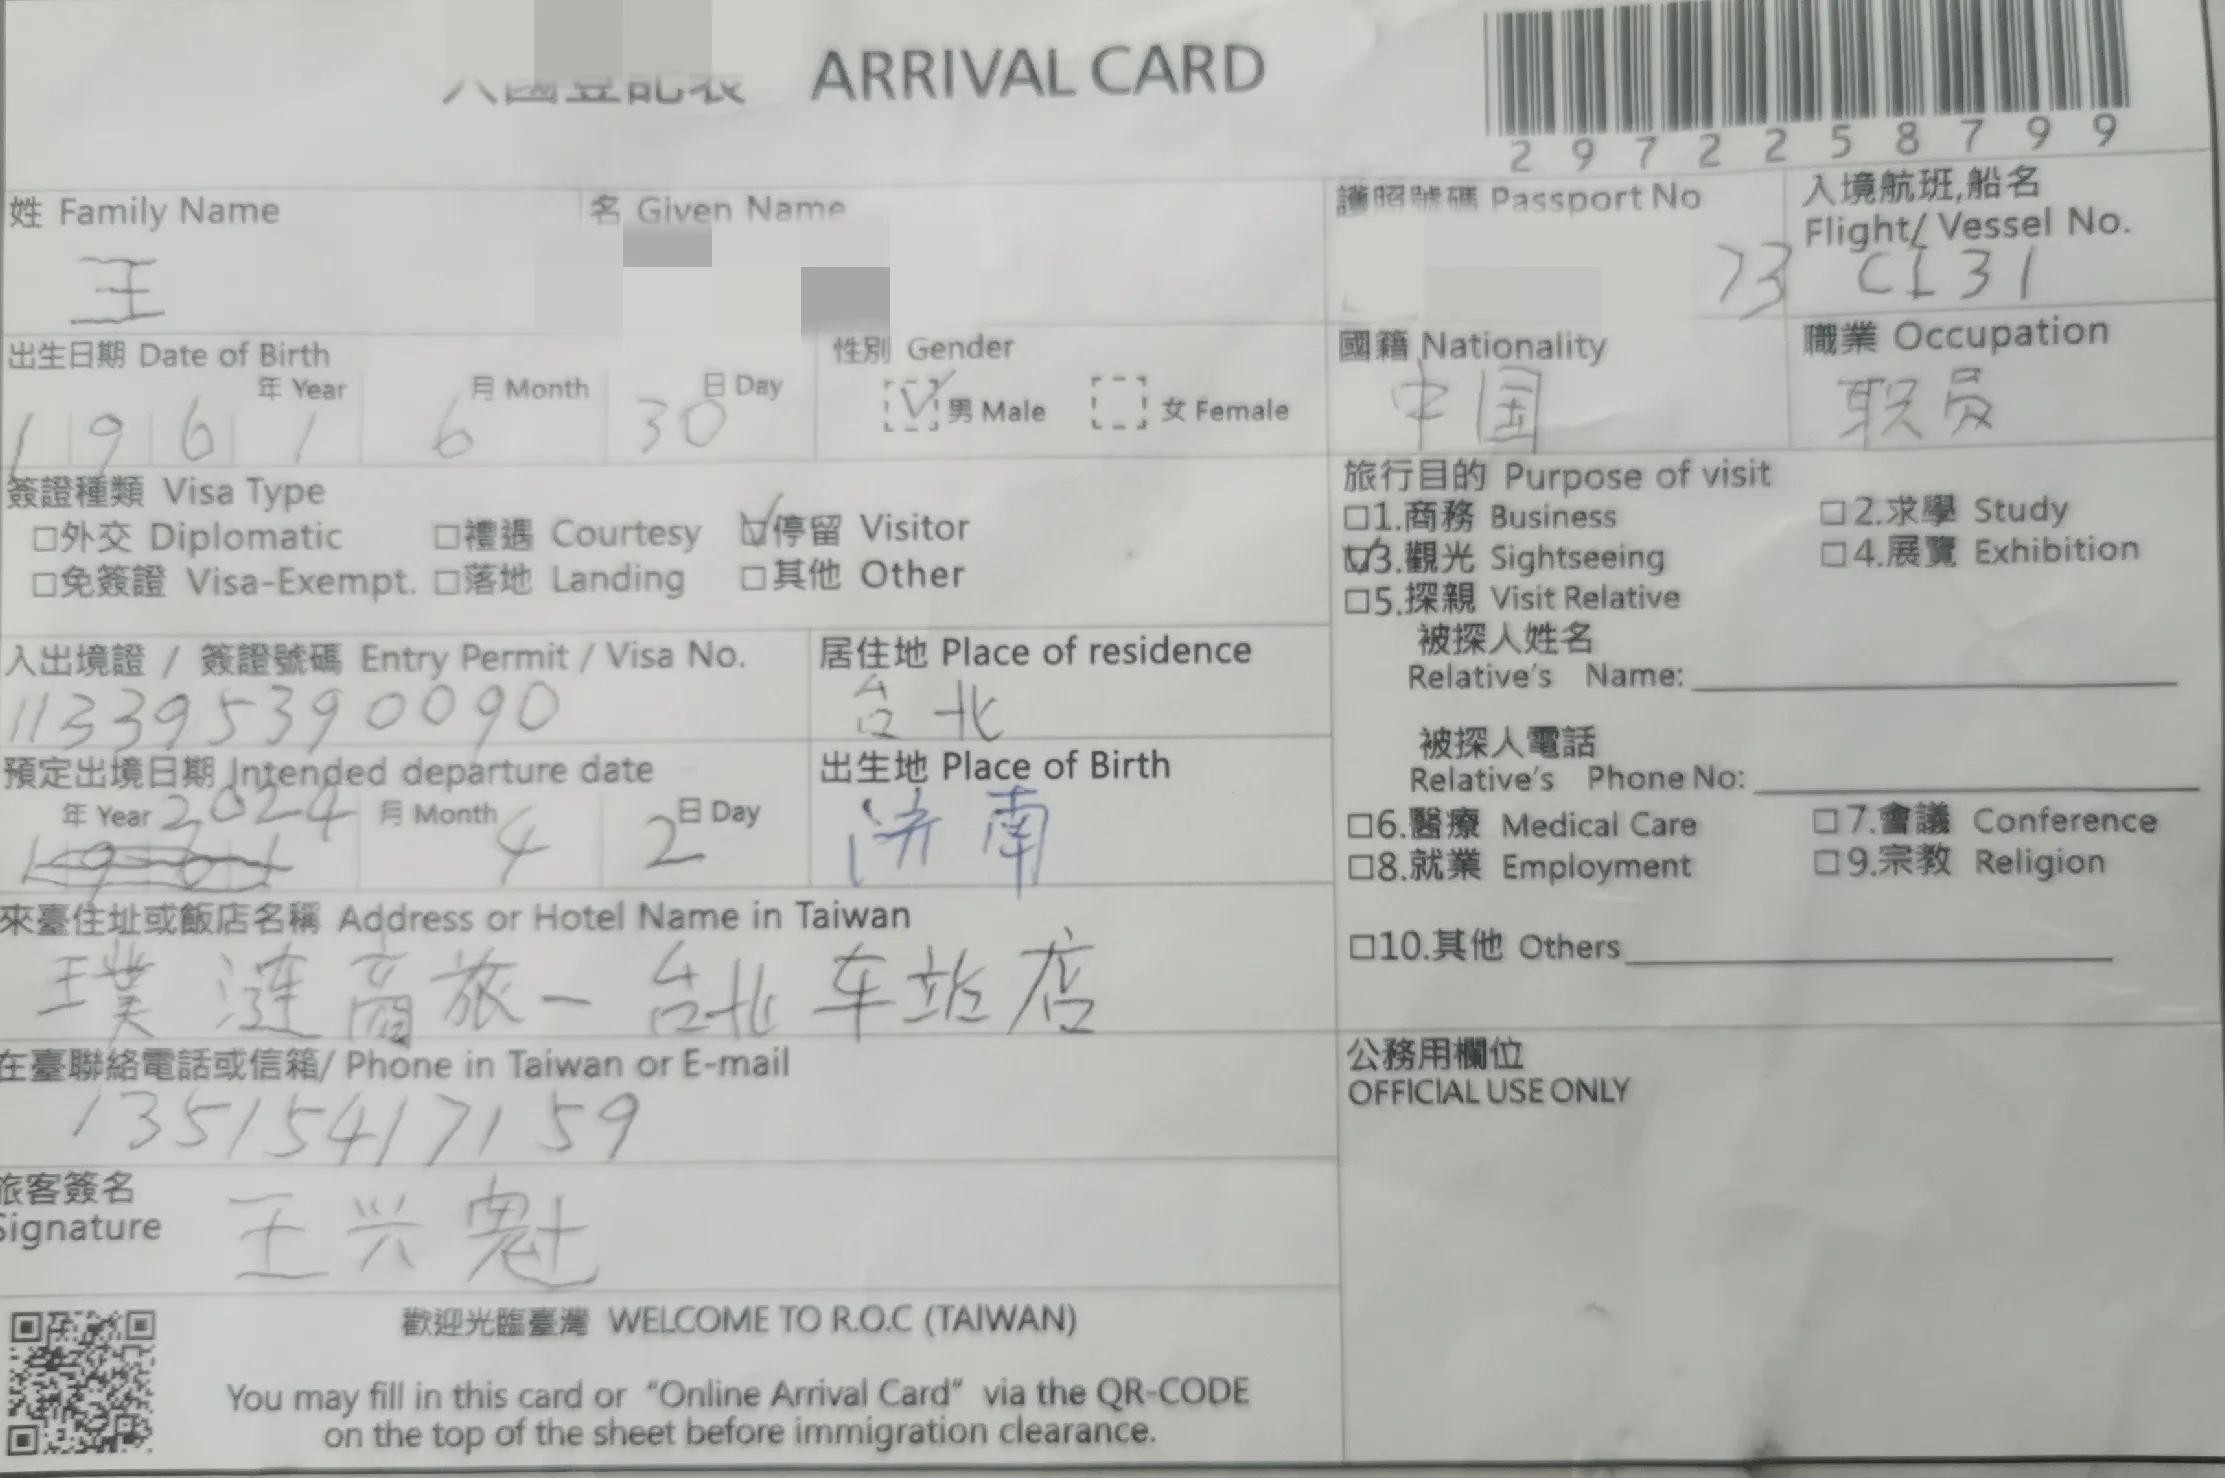 入國登記表 ARRIVAL CARD
2972258799
姓 Family Name 名 Given Name 護照號碼 Passport No 入境航班,船名
Flight/ Vessel No.
王 73 CI31
出生日期 Date of Birth 性別 Gender 國籍 Nationality 職業 Occupation
年 Year 月 Month 日 Day
1961 6 30 ☑男 Male □女 Female 中国 职员
簽證種類 Visa Type
□外交 Diplomatic □禮遇 Courtesy ☑停留 Visitor
□免簽證 Visa-Exempt. □落地 Landing □其他 Other
旅行目的 Purpose of visit
□1.商務 Business □2.求學 Study
☑3.觀光 Sightseeing □4.展覽 Exhibition
□5.探親 Visit Relative
被探人姓名
Relative's Name:
被探人電話
Relative's Phone No:
□6.醫療 Medical Care □7.會議 Conference
□8.就業 Employment □9.宗教 Religion
□10.其他 Others
入出境證 / 簽證號碼 Entry Permit / Visa No. 居住地 Place of residence
113395390090 台北
預定出境日期 Intended departure date 出生地 Place of Birth
年 Year 2024 月 Month 4 日 Day 2 济南
1961
來臺住址或飯店名稱 Address or Hotel Name in Taiwan
璞漣商旅-台北车站店
在臺聯絡電話或信箱/ Phone in Taiwan or E-mail
13515417159
旅客簽名
Signature
王兴魁
公務用欄位
OFFICIAL USE ONLY
歡迎光臨臺灣 WELCOME TO R.O.C (TAIWAN)
You may fill in this card or “Online Arrival Card” via the QR-CODE
on the top of the sheet before immigration clearance.